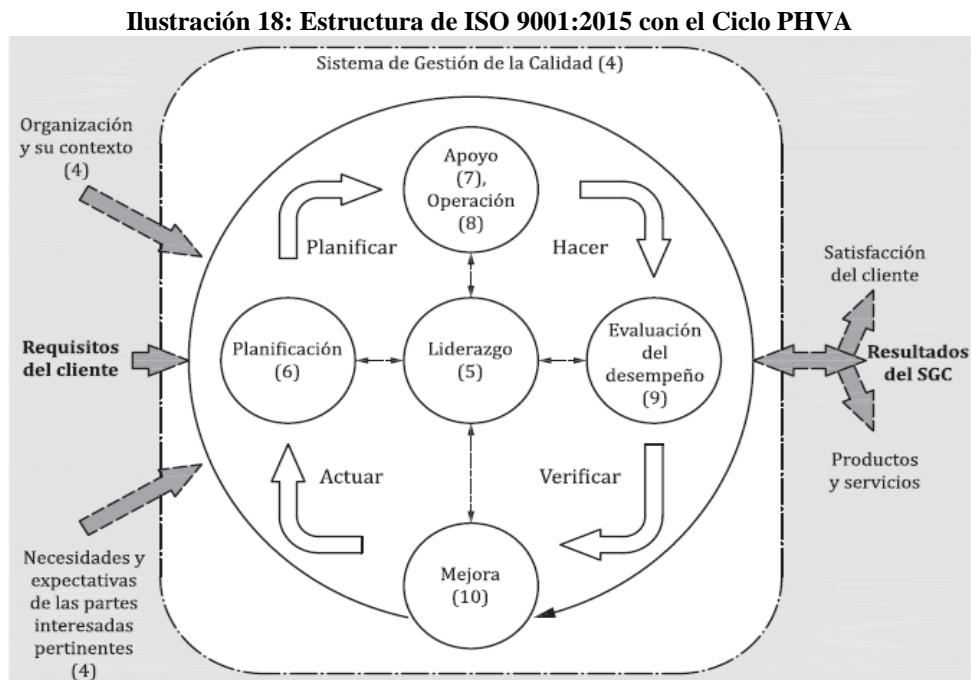 Ilustración 18: Estructura de ISO 9001:2015 con el Ciclo PHVA
Sistema de Gestión de la Calidad (4)
Organización
y su contexto
(4)
Apoyo
(7),
Operación
(8)
Planificar
Hacer
Satisfacción
del cliente
Requisitos
del cliente
Planificación
(6)
Liderazgo
(5)
Evaluación
del
desempeño
(9)
Resultados
del SGC
Actuar
Verificar
Productos
y servicios
Necesidades y
expectativas
de las partes
interesadas
pertinentes
(4)
Mejora
(10)